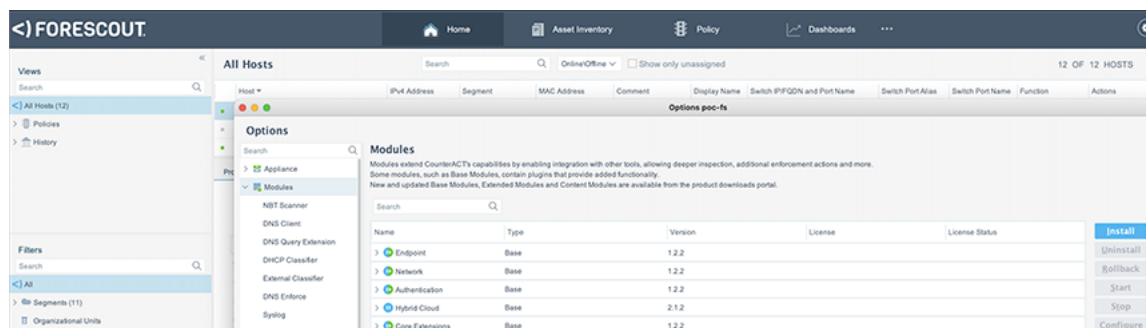 <) FORESCOUT.
Home
Asset Inventory
Policy
Dashboards
Views
Search
<) All Hosts (12)
> Policies
> History
Filters
Search
<) All
> Segments (11)
Organizational Units
All Hosts
Search
Online\Offline
Show only unassigned
12 OF 12 HOSTS
Host IPv4 Address Segment MAC Address Comment Display Name Switch IP/FQDN and Port Name Switch Port Alias Switch Port Name Function Actions
Options poc-fs
Options
Search
> Appliance
Modules
NBT Scanner
DNS Client
DNS Query Extension
DHCP Classifier
External Classifier
DNS Enforce
Syslog
Modules
Modules extend CounterACT's capabilities by enabling integration with other tools, allowing deeper inspection, additional enforcement actions and more.
Some modules, such as Base Modules, contain plugins that provide added functionality.
New and updated Base Modules, Extended Modules and Content Modules are available from the product downloads portal.
Search
Name Type Version License License Status
> Endpoint Base 1.2.2
> Network Base 1.2.2
> Authentication Base 1.2.2
> Hybrid Cloud Base 2.1.2
> Core Extensions Base 1.2.2
Install
Uninstall
Rollback
Start
Stop
Configure